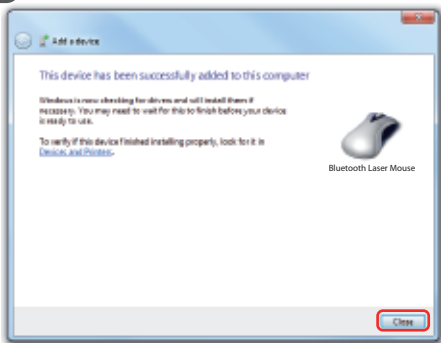 Add a device
This device has been successfully added to this computer
Windows is now checking for drivers and will install them if
necessary. You may need to wait for this to finish before your device
is ready to use.
To verify if this device finished installing properly, look for it in
Devices and Printers.
Bluetooth Laser Mouse
Close